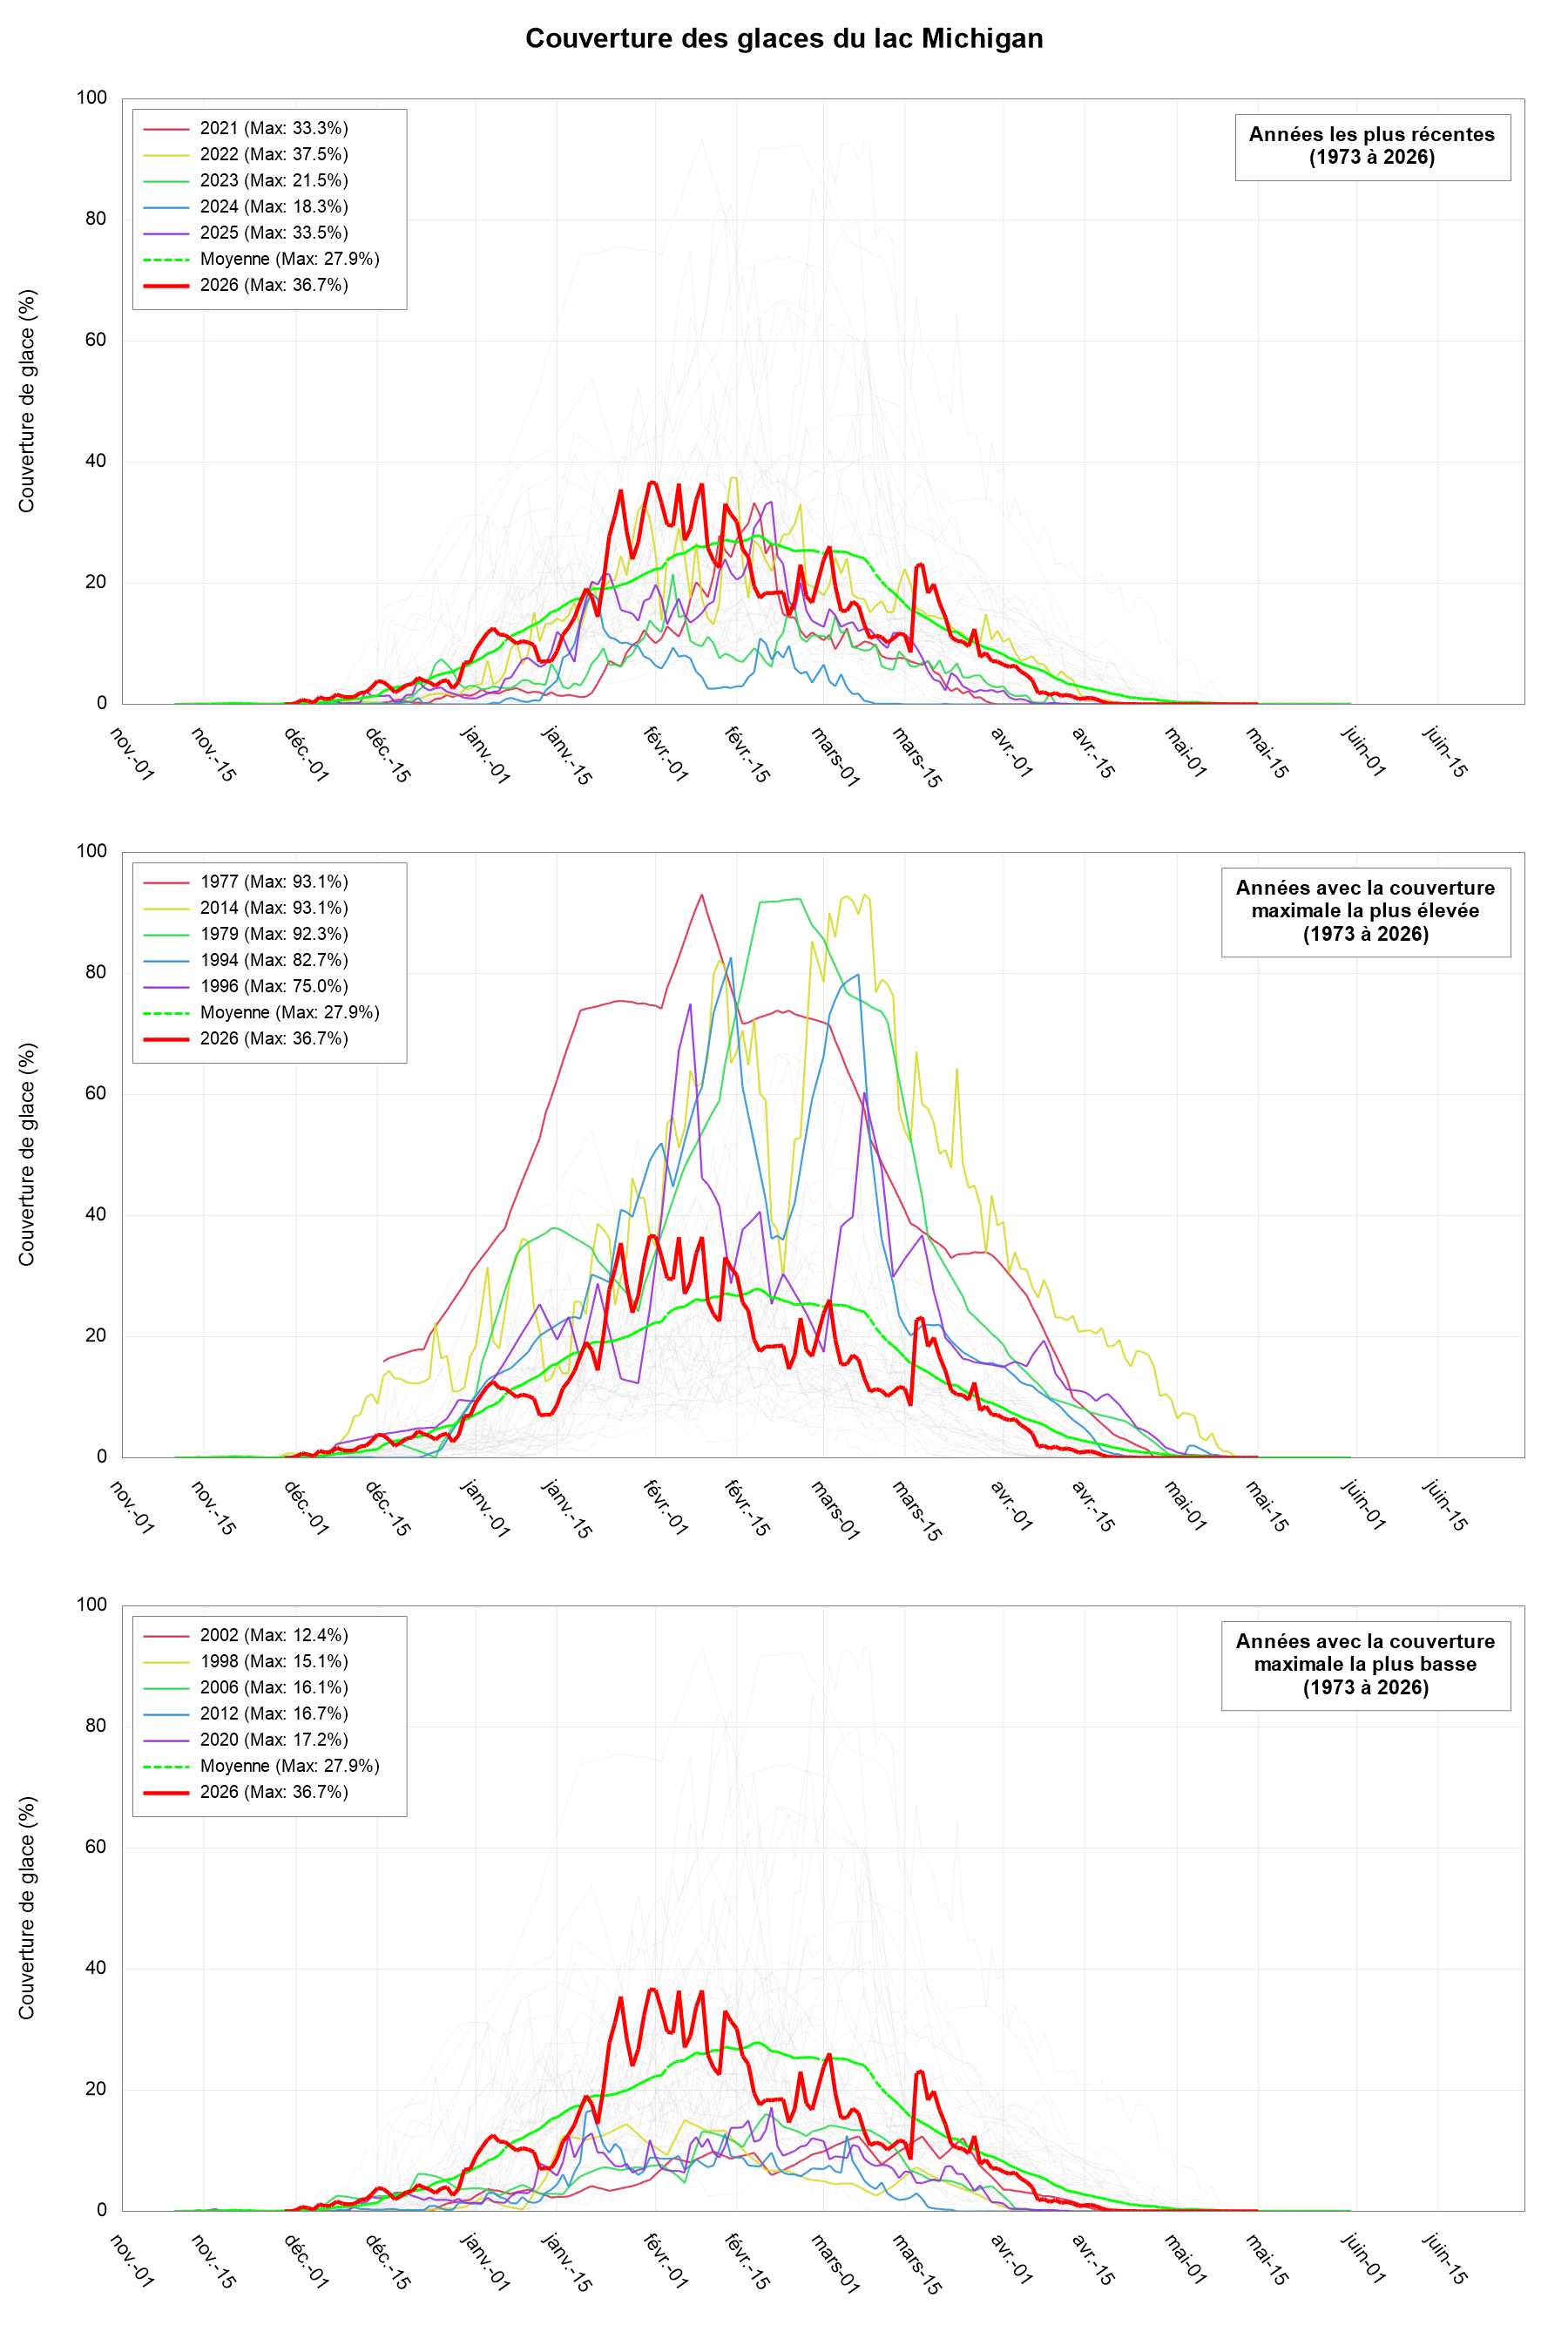 Couverture des glaces du lac Michigan
100
80
60
40
20
0
Couverture de glace (%)
2021 (Max: 33.3%)
2022 (Max: 37.5%)
2023 (Max: 21.5%)
2024 (Max: 18.3%)
2025 (Max: 33.5%)
Moyenne (Max: 27.9%)
2026 (Max: 36.7%)
Années les plus récentes
(1973 à 2026)
nov.-01
nov.-15
déc.-01
déc.-15
janv.-01
janv.-15
févr.-01
févr.-15
mars-01
mars-15
avr.-01
avr.-15
mai-01
mai-15
juin-01
juin-15
100
80
60
40
20
0
Couverture de glace (%)
1977 (Max: 93.1%)
2014 (Max: 93.1%)
1979 (Max: 92.3%)
1994 (Max: 82.7%)
1996 (Max: 75.0%)
Moyenne (Max: 27.9%)
2026 (Max: 36.7%)
Années avec la couverture
maximale la plus élevée
(1973 à 2026)
nov.-01
nov.-15
déc.-01
déc.-15
janv.-01
janv.-15
févr.-01
févr.-15
mars-01
mars-15
avr.-01
avr.-15
mai-01
mai-15
juin-01
juin-15
100
80
60
40
20
0
Couverture de glace (%)
2002 (Max: 12.4%)
1998 (Max: 15.1%)
2006 (Max: 16.1%)
2012 (Max: 16.7%)
2020 (Max: 17.2%)
Moyenne (Max: 27.9%)
2026 (Max: 36.7%)
Années avec la couverture
maximale la plus basse
(1973 à 2026)
nov.-01
nov.-15
déc.-01
déc.-15
janv.-01
janv.-15
févr.-01
févr.-15
mars-01
mars-15
avr.-01
avr.-15
mai-01
mai-15
juin-01
juin-15